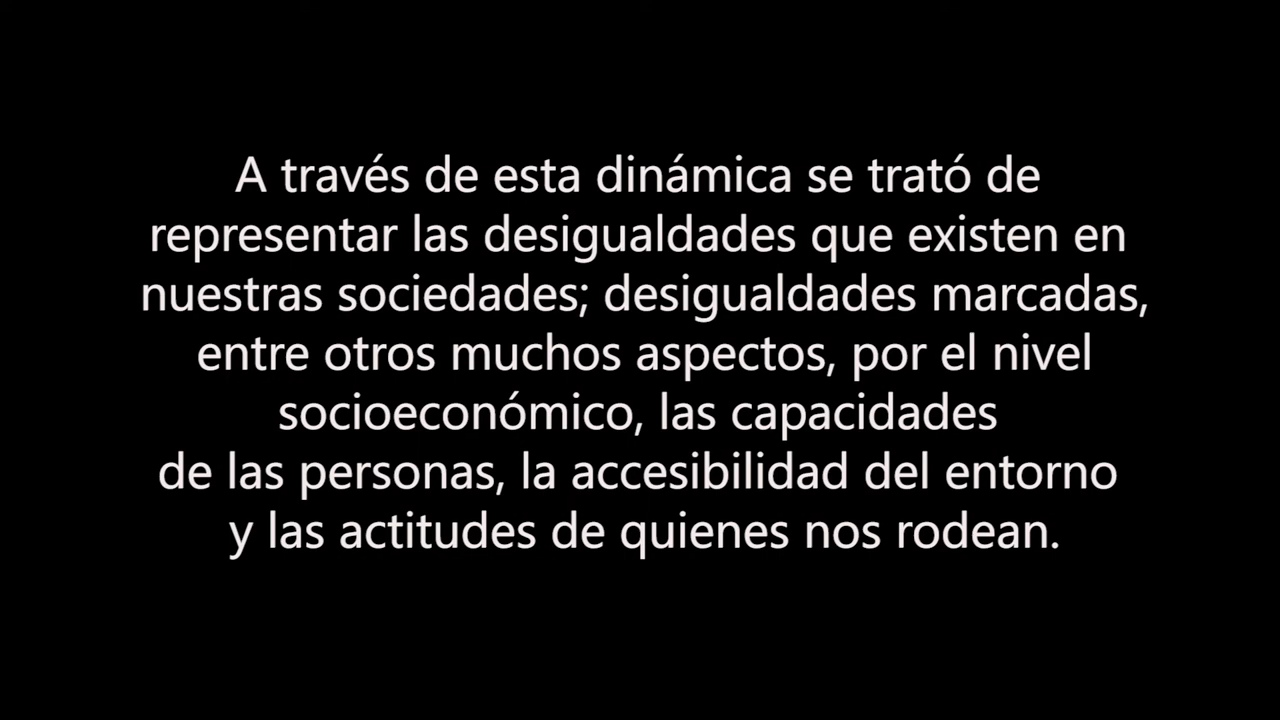 A través de esta dinámica se trató de
representar las desigualdades que existen en
nuestras sociedades; desigualdades marcadas,
entre otros muchos aspectos, por el nivel
socioeconómico, las capacidades
de las personas, la accesibilidad del entorno
y las actitudes de quienes nos rodean.